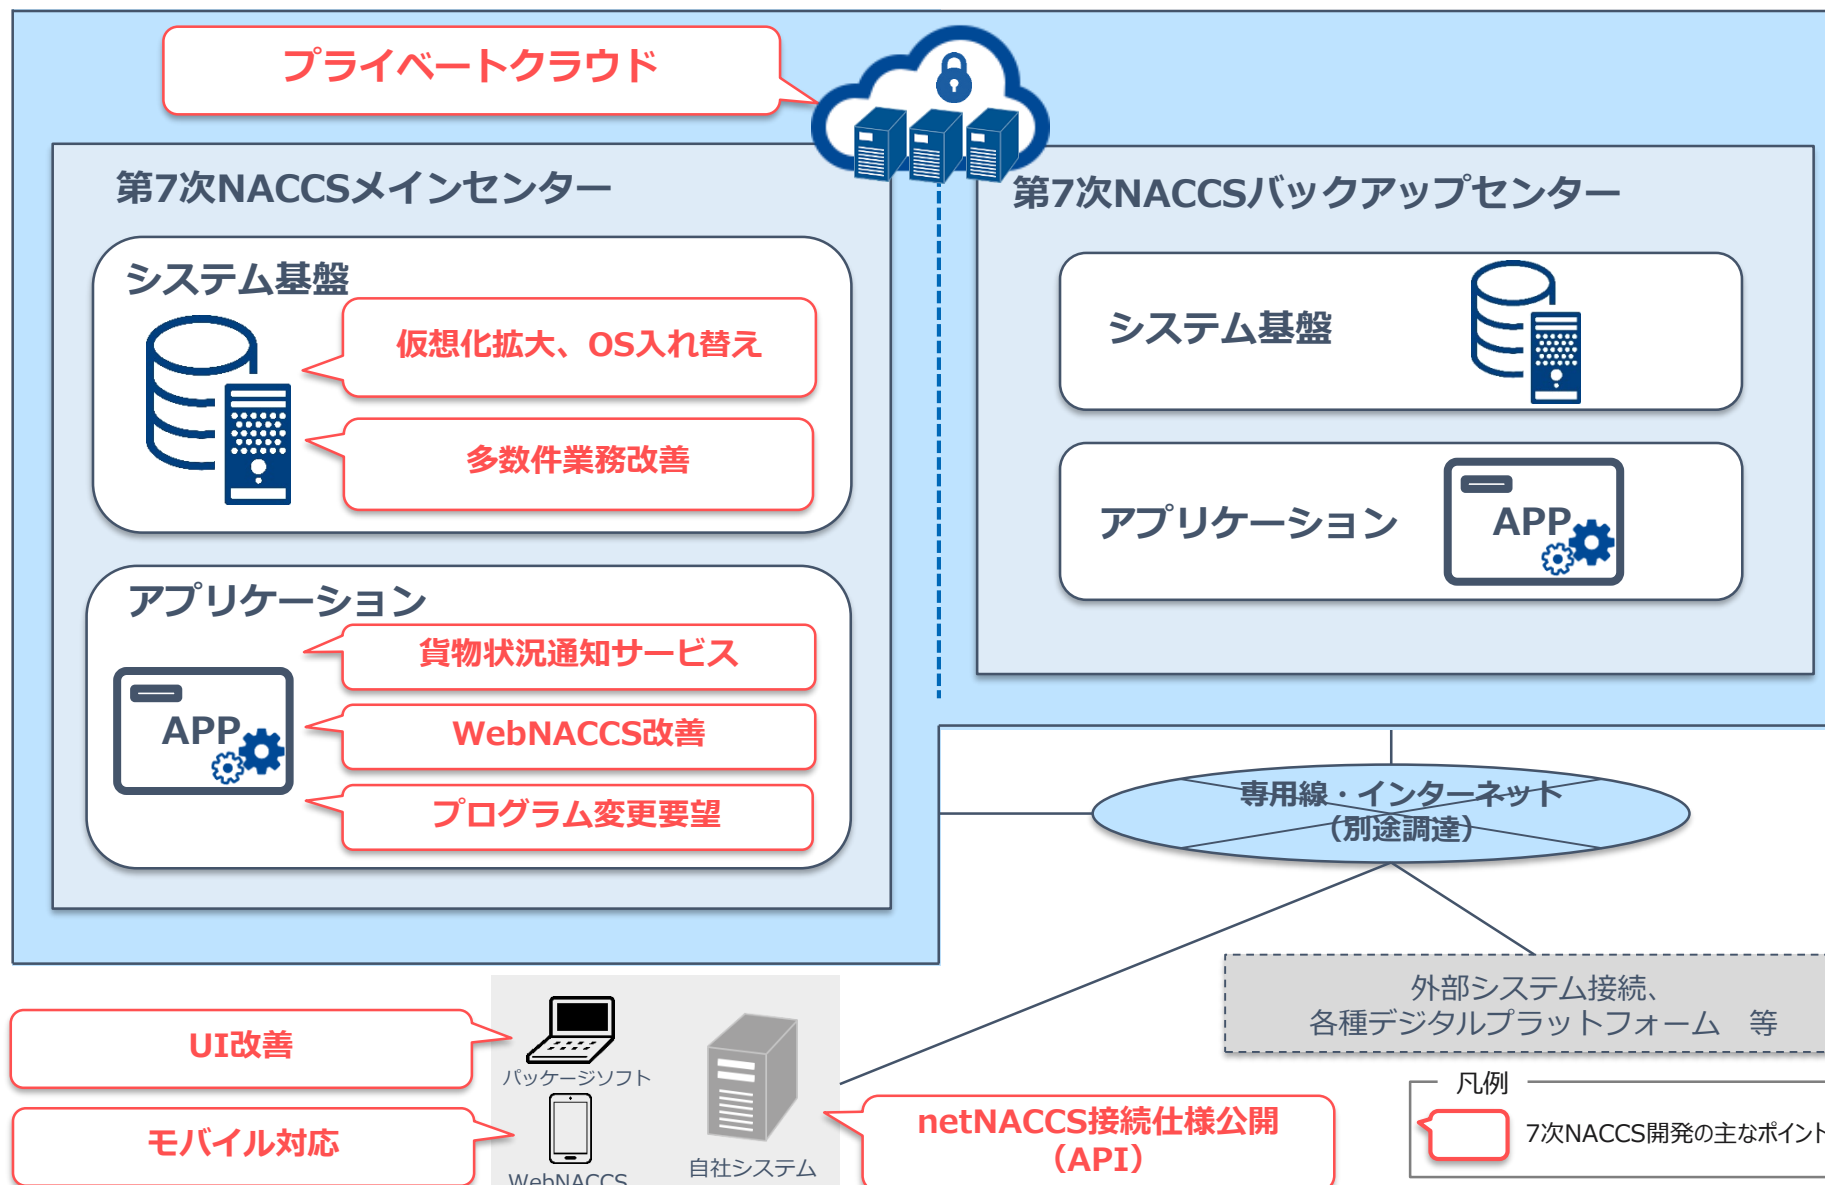 プライベートクラウド
第7次NACCSメインセンター
システム基盤
仮想化拡大、OS入れ替え
多数件業務改善
アプリケーション
貨物状況通知サービス
APP
WebNACCS改善
プログラム変更要望
第7次NACCSバックアップセンター
システム基盤
アプリケーション
APP
専用線・インターネット
（別途調達）
外部システム接続、
各種デジタルプラットフォーム　等
UI改善
モバイル対応
パッケージソフト
WebNACCS
自社システム
netNACCS接続仕様公開
（API）
凡例
7次NACCS開発の主なポイント